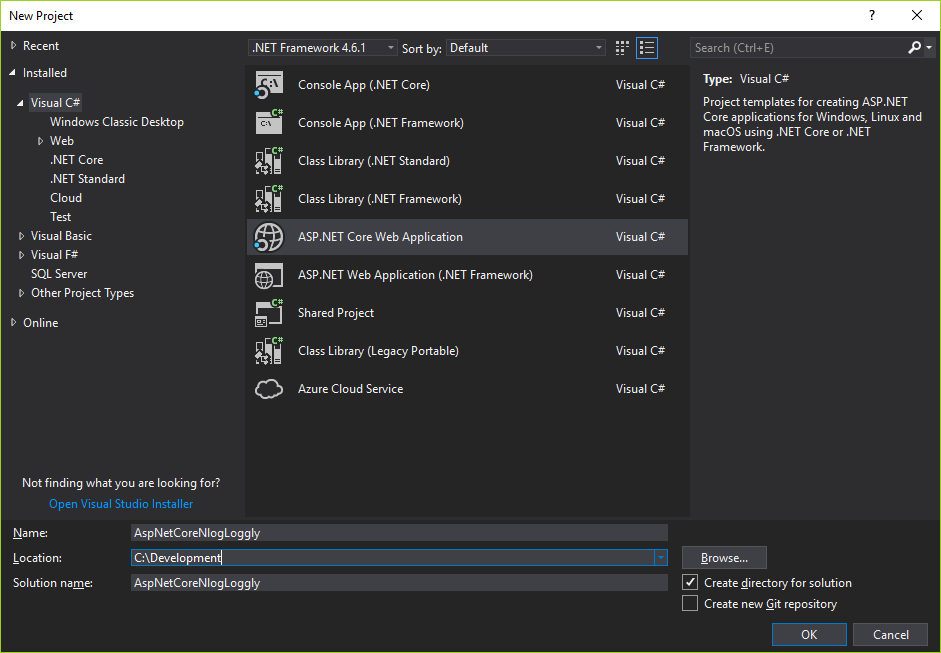 New Project
?
Recent
Installed
Visual C#
Windows Classic Desktop
Web
.NET Core
.NET Standard
Cloud
Test
Visual Basic
Visual F#
SQL Server
Other Project Types
Online
Not finding what you are looking for?
Open Visual Studio Installer
.NET Framework 4.6.1 Sort by: Default
Console App (.NET Core) Visual C#
Console App (.NET Framework) Visual C#
Class Library (.NET Standard) Visual C#
Class Library (.NET Framework) Visual C#
ASP.NET Core Web Application Visual C#
ASP.NET Web Application (.NET Framework) Visual C#
Shared Project Visual C#
Class Library (Legacy Portable) Visual C#
Azure Cloud Service Visual C#
Search (Ctrl+E)
Type: Visual C#
Project templates for creating ASP.NET
Core applications for Windows, Linux and
macOS using .NET Core or .NET
Framework.
Name: AspNetCoreNlogLoggly
Location: C:\Development
Browse...
Solution name: AspNetCoreNlogLoggly
Create directory for solution
Create new Git repository
OK Cancel